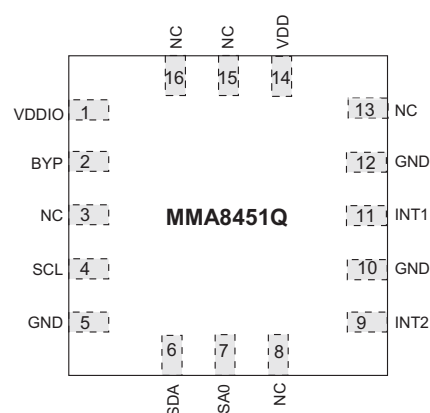 NC
NC
VDD
16
15
14
VDDIO 1
13 NC
BYP 2
12 GND
NC 3
MMA8451Q
11 INT1
SCL 4
10 GND
GND 5
9 INT2
6
7
8
SDA
SA0
NC